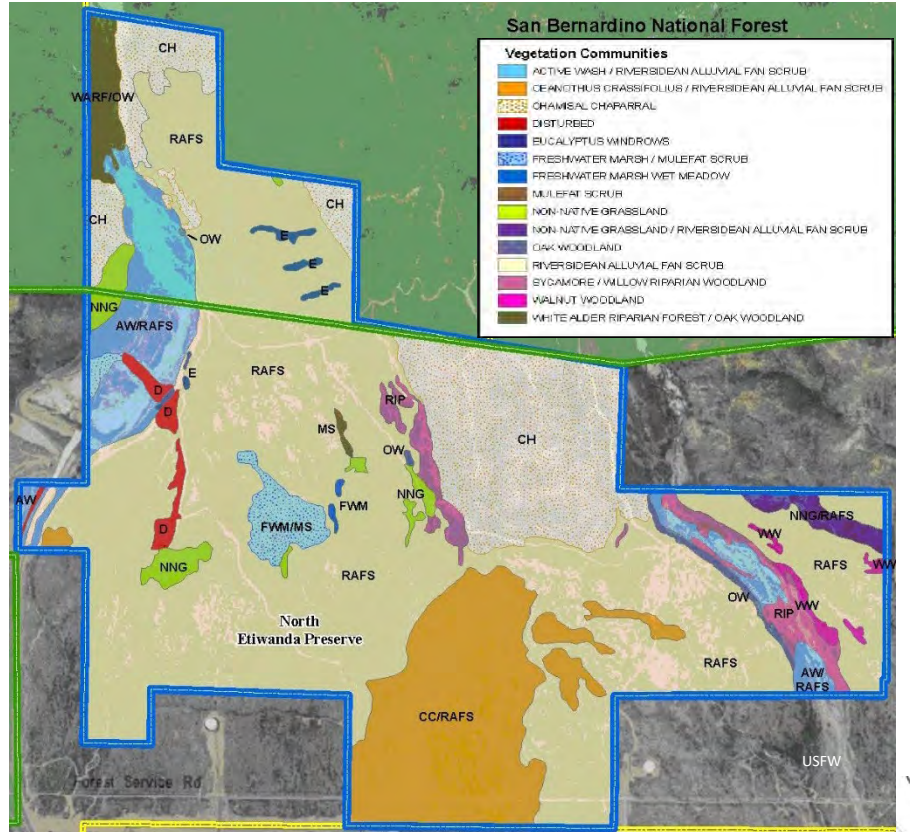 San Bernardino National Forest
Vegetation Communities
ACTIVE WASH / RIVERSIDEAN ALLUVIAL FAN SCRUB
CEANOTHUS CRASSIFOLIUS / RIVERSIDEAN ALLUVIAL FAN SCRUB
CHAMISAL CHAPARRAL
DISTURBED
EUCALYPTUS WINDROWS
FRESHWATER MARSH / MULEFAT SCRUB
FRESHWATER MARSH WET MEADOW
MULEFAT SCRUB
NON-NATIVE GRASSLAND
NON-NATIVE GRASSLAND / RIVERSIDEAN ALLUVIAL FAN SCRUB
OAK WOODLAND
RIVERSIDEAN ALLUVIAL FAN SCRUB
SYCAMORE / WILLOW RIPARIAN WOODLAND
WALNUT WOODLAND
WHITE ALDER RIPARIAN FOREST / OAK WOODLAND
CH
WARF/OW
RAFS
CH
CH
OW
E
E
E
NNG
AW/RAFS
E
RAFS
D
D
RIP
MS
CH
OW
NNG
AW
FWM
NNG/RAFS
D
FWM/MS
WW
RAFS
WW
NNG
RAFS
OW
WW
RIP
North
Etiwanda Preserve
RAFS
AW/
RAFS
CC/RAFS
USFW
Forest Service Rd